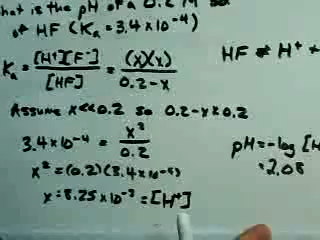 hat is the pH of a 0.2 M
of HF (Ka = 3.4×10⁻⁴)
Ka = [H⁺][F⁻] / [HF] = (x)(x) / 0.2-x
HF ⇌ H⁺ +
Assume x<<0.2 so 0.2-x≈0.2
3.4×10⁻⁴ = x² / 0.2
pH=-log [H
=2.08
x² = (0.2)(3.4×10⁻⁴)
x = 8.25×10⁻³ = [H⁺]